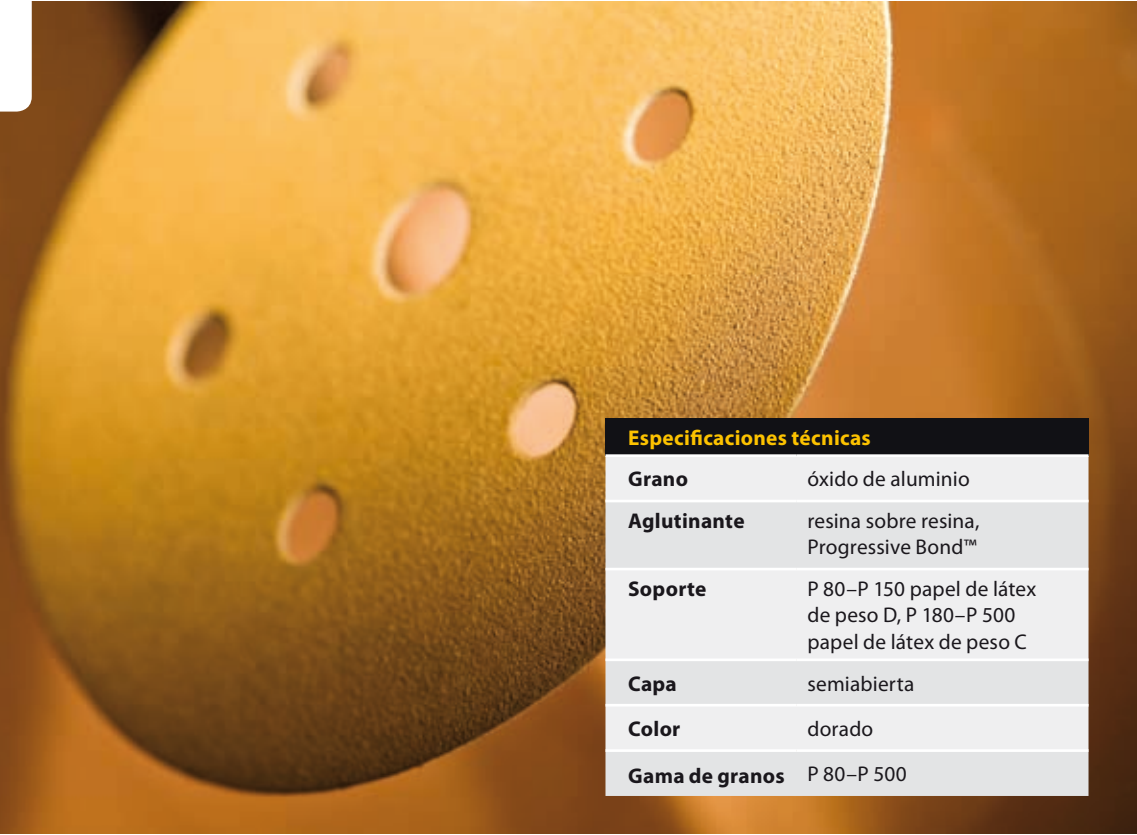 Especificaciones técnicas
Grano óxido de aluminio
Aglutinante resina sobre resina,
Progressive Bond™
Soporte P 80–P 150 papel de látex
de peso D, P 180–P 500
papel de látex de peso C
Capa semiabierta
Color dorado
Gama de granos P 80–P 500